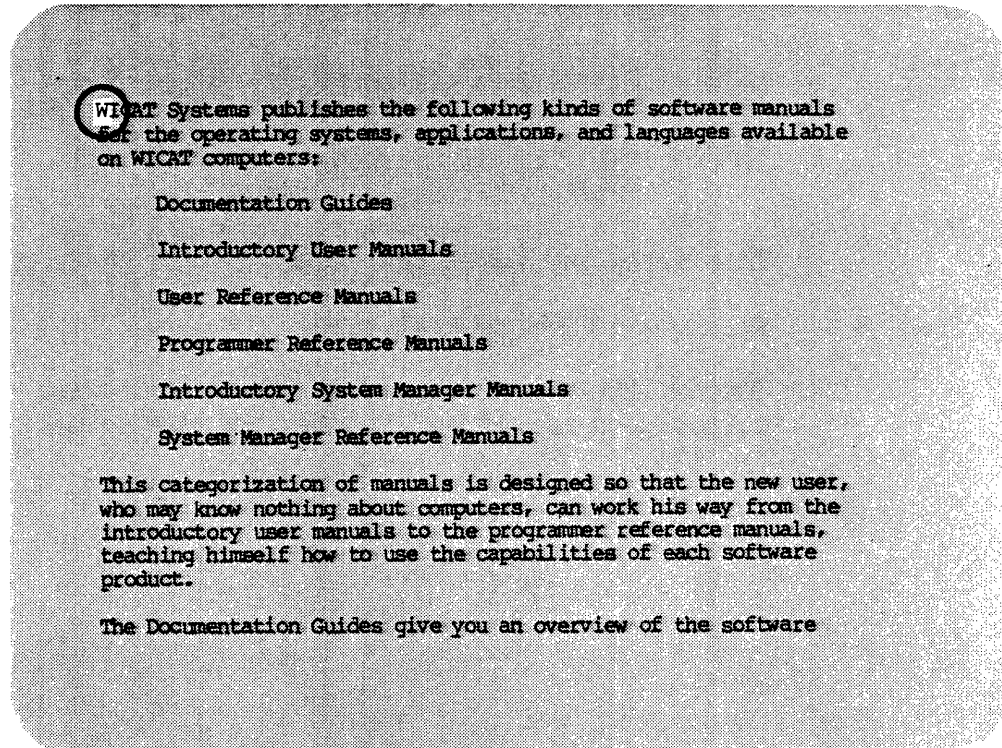 WICAT Systems publishes the following kinds of software manuals
for the operating systems, applications, and languages available
on WICAT computers:
Documentation Guides
Introductory User Manuals
User Reference Manuals
Programmer Reference Manuals
Introductory System Manager Manuals
System Manager Reference Manuals
This categorization of manuals is designed so that the new user,
who may know nothing about computers, can work his way from the
introductory user manuals to the programmer reference manuals,
teaching himself how to use the capabilities of each software
product.
The Documentation Guides give you an overview of the software